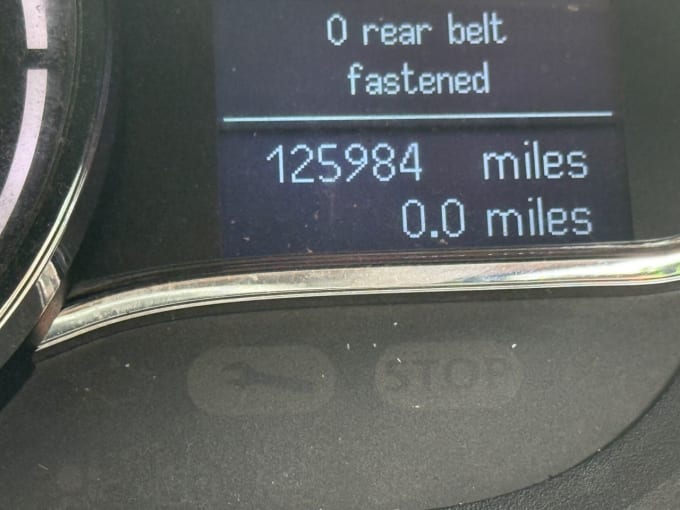 0 rear belt
fastened
125984 miles
0.0 miles
STOP